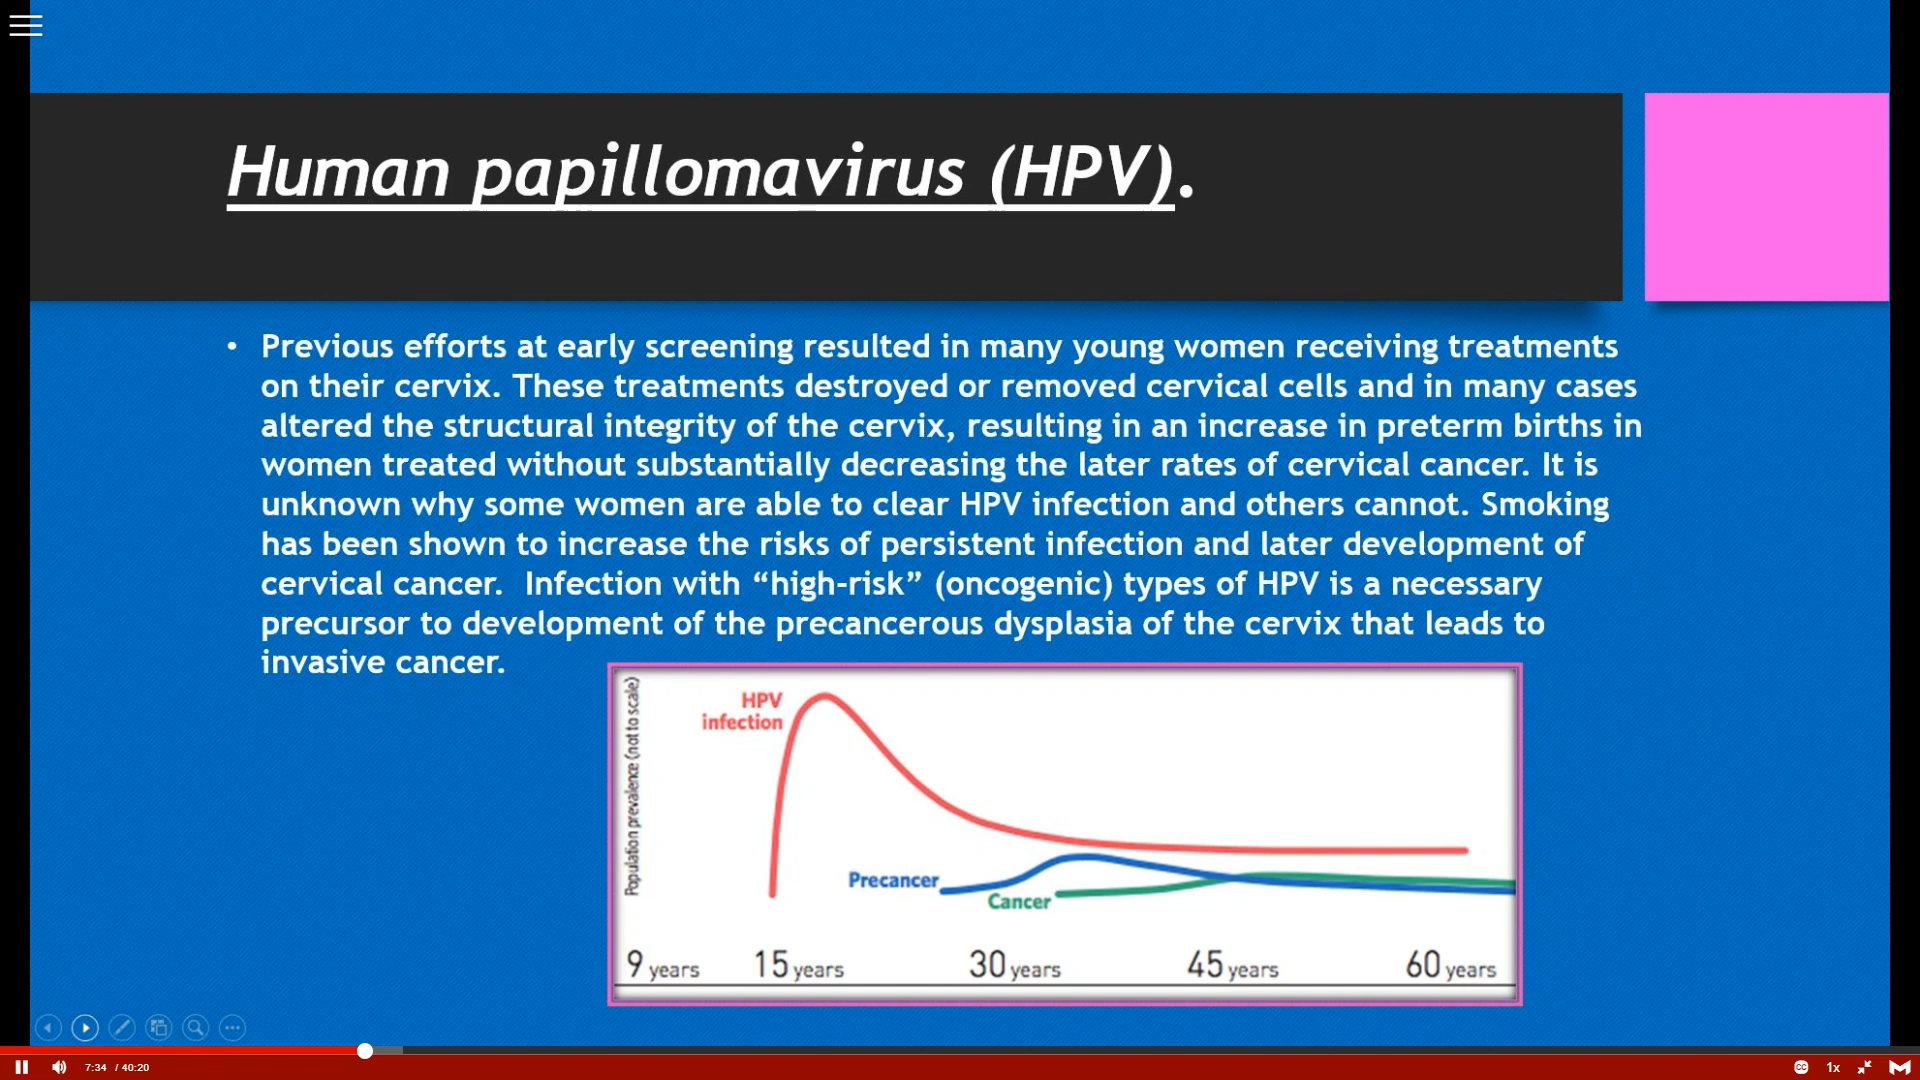 Human papillomavirus (HPV).
• Previous efforts at early screening resulted in many young women receiving treatments
on their cervix. These treatments destroyed or removed cervical cells and in many cases
altered the structural integrity of the cervix, resulting in an increase in preterm births in
women treated without substantially decreasing the later rates of cervical cancer. It is
unknown why some women are able to clear HPV infection and others cannot. Smoking
has been shown to increase the risks of persistent infection and later development of
cervical cancer.  Infection with “high-risk” (oncogenic) types of HPV is a necessary
precursor to development of the precancerous dysplasia of the cervix that leads to
invasive cancer.
Population prevalence (not to scale)
HPV
infection
Precancer
Cancer
9 years 15 years 30 years 45 years 60 years
7:34 / 40:20 CC 1x